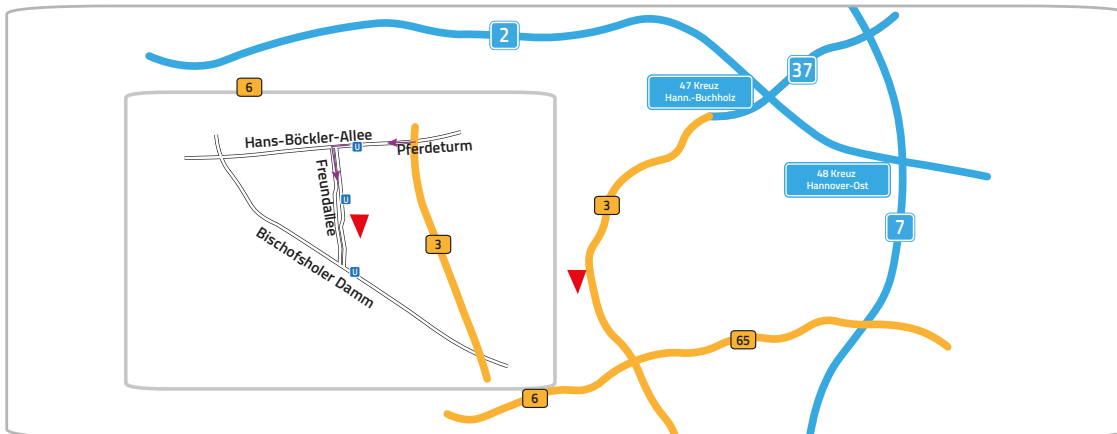 2
37
47 Kreuz
Hann.-Buchholz
6
Hans-Böckler-Allee
U
Pferdeturm
Freundallee
U
48 Kreuz
Hannover-Ost
3
7
3
Bischofsholer Damm
U
65
6